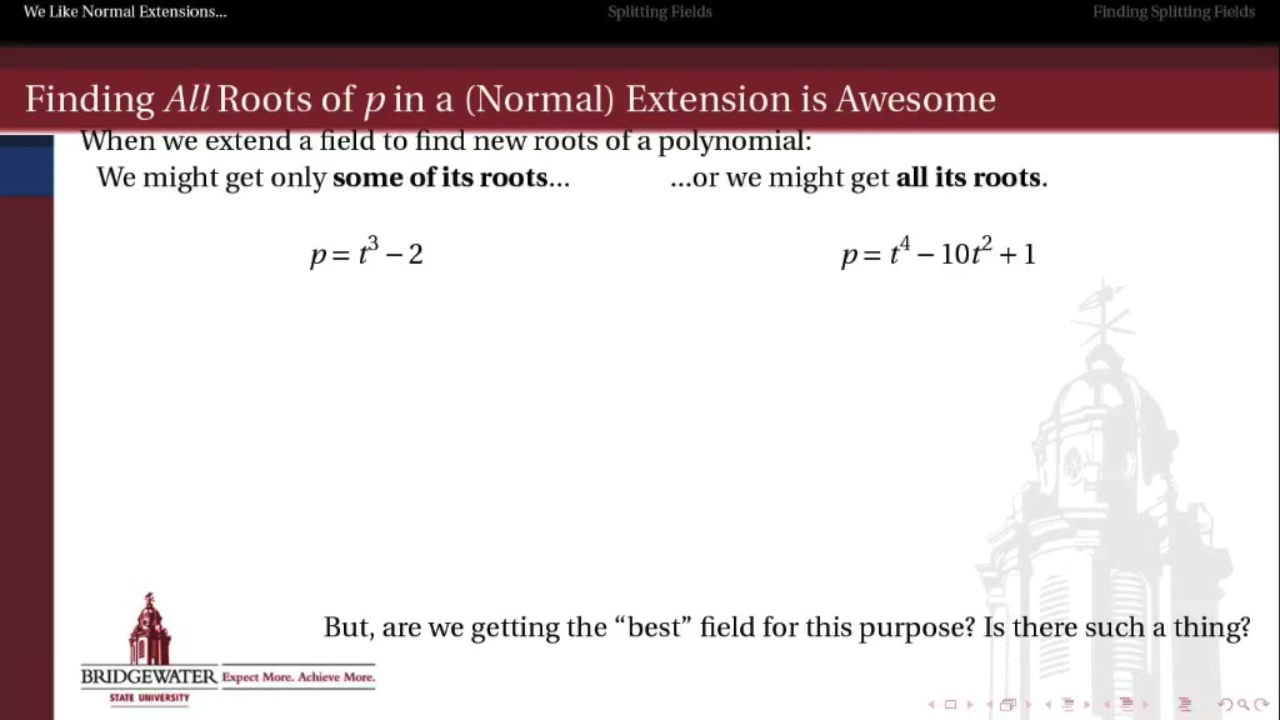 We Like Normal Extensions... Splitting Fields Finding Splitting Fields
Finding All Roots of p in a (Normal) Extension is Awesome
When we extend a field to find new roots of a polynomial:
We might get only some of its roots... ...or we might get all its roots.
p = t³ − 2 p = t⁴ − 10t² + 1
But, are we getting the “best” field for this purpose? Is there such a thing?
BRIDGEWATER Expect More. Achieve More.
STATE UNIVERSITY